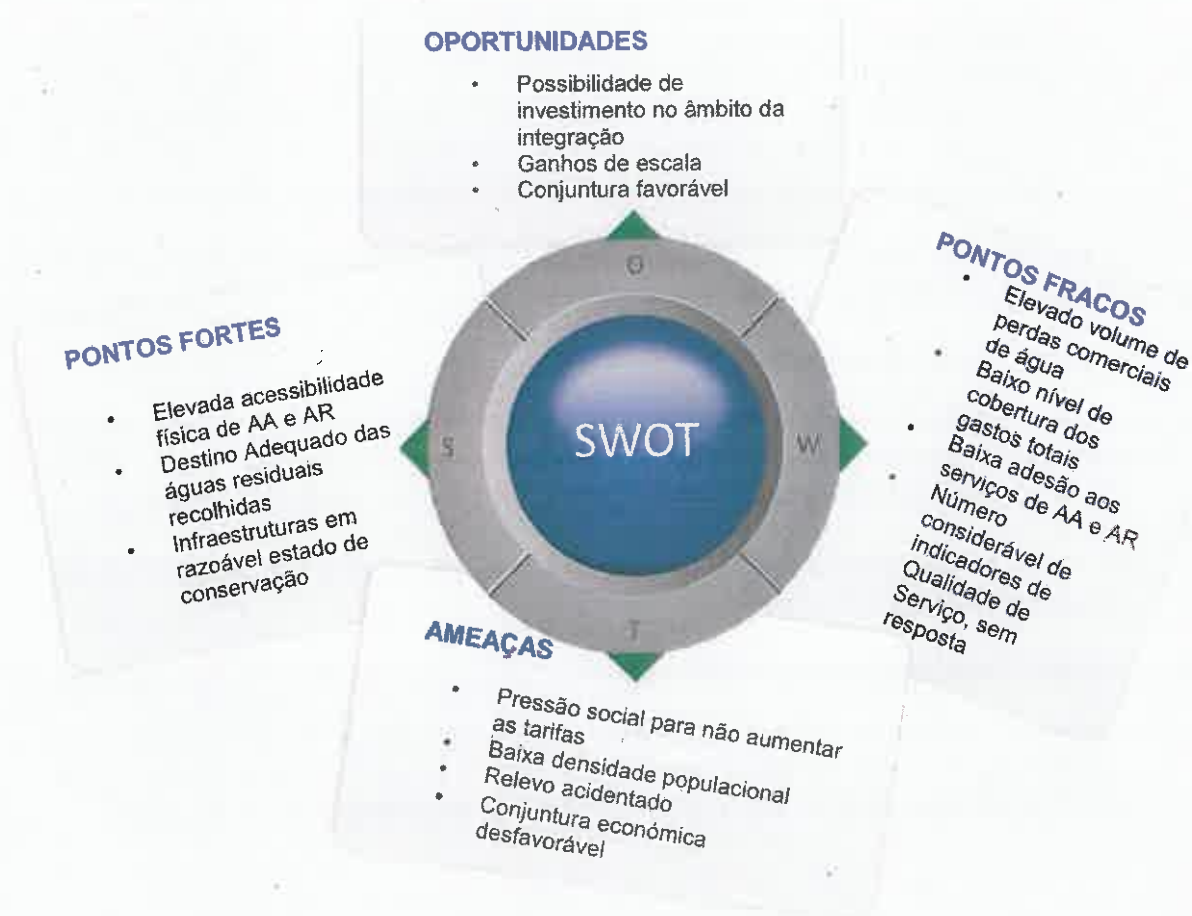 OPORTUNIDADES
• Possibilidade de
investimento no âmbito da
integração
• Ganhos de escala
• Conjuntura favorável
PONTOS FORTES
• Elevada acessibilidade
física de AA e AR
• Destino Adequado das
águas residuais
recolhidas
• Infraestruturas em
razoável estado de
conservação
O
S
SWOT
W
T
PONTOS FRACOS
• Elevado volume de
perdas comerciais
de água
• Baixo nível de
cobertura dos
gastos totais
• Baixa adesão aos
serviços de AA e AR
• Número
considerável de
indicadores de
Qualidade de
Serviço, sem
resposta
AMEAÇAS
• Pressão social para não aumentar
as tarifas
• Baixa densidade populacional
• Relevo acidentado
• Conjuntura económica
desfavorável